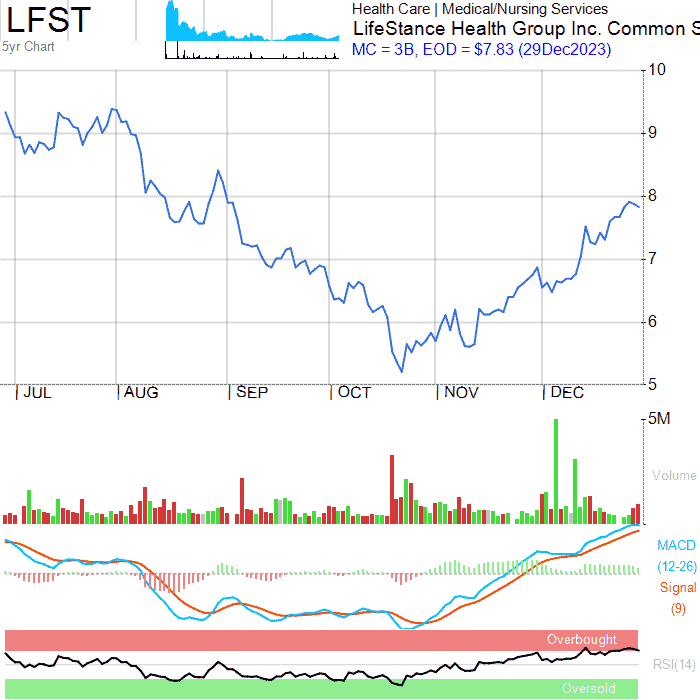 LFST
5yr Chart
Health Care | Medical/Nursing Services
LifeStance Health Group Inc. Common S
MC = 3B, EOD = $7.83 (29Dec2023)
10
9
8
7
6
5
JUL AUG SEP OCT NOV DEC
5M
Volume
MACD
(12-26)
Signal
(9)
Overbought
RSI(14)
Oversold